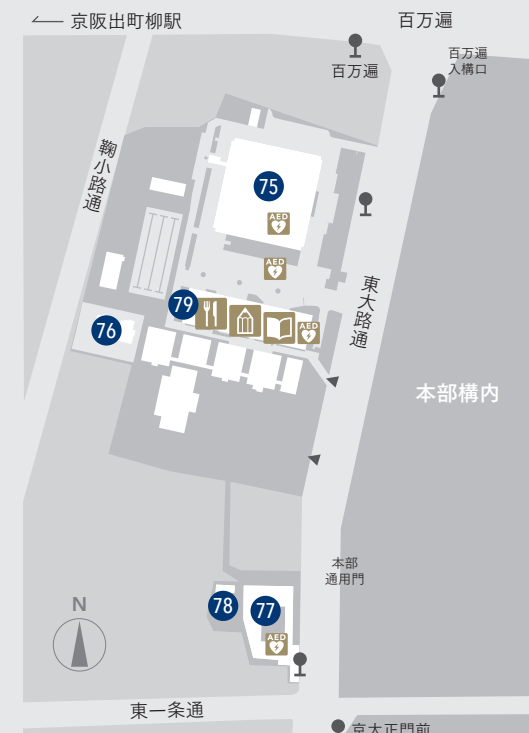 京阪出町柳駅
百万遍
百万遍
百万遍
入構口
鞠小路通
75
AED
AED
79
AED
76
東大路通
本部構内
本部
通用門
78
77
AED
N
東一条通
京大正門前